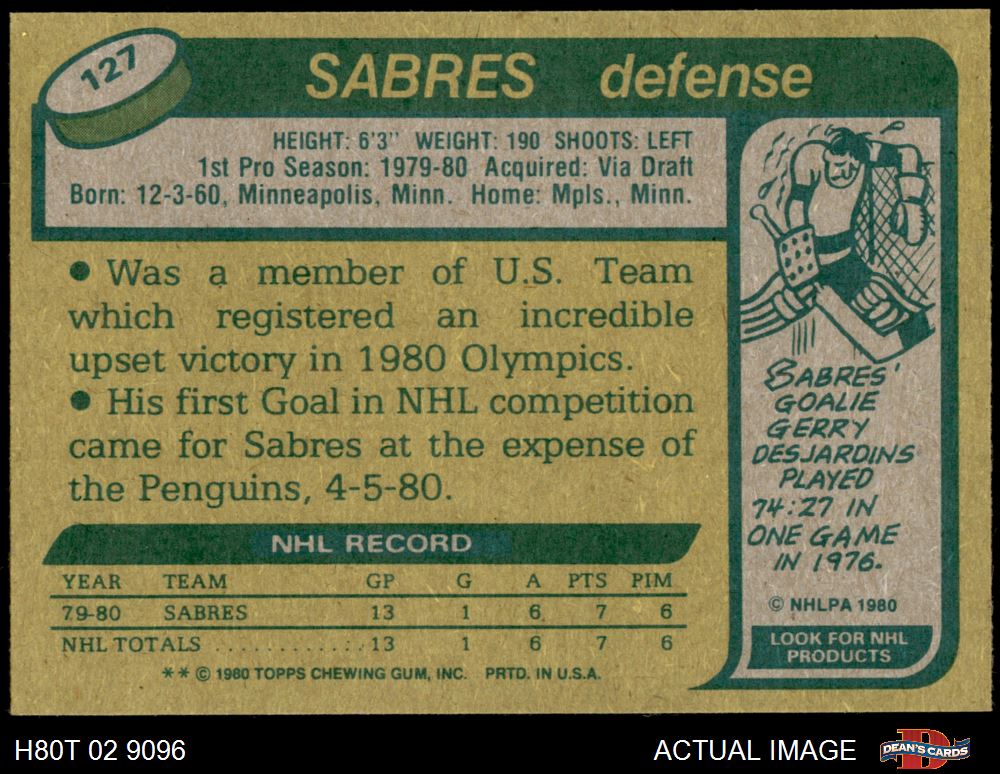 127
SABRES defense
HEIGHT: 6'3" WEIGHT: 190 SHOOTS: LEFT
1st Pro Season: 1979-80 Acquired: Via Draft
Born: 12-3-60, Minneapolis, Minn. Home: Mpls., Minn.
● Was a member of U.S. Team
which registered an incredible
upset victory in 1980 Olympics.
● His first Goal in NHL competition
came for Sabres at the expense of
the Penguins, 4-5-80.
NHL RECORD
YEAR TEAM GP G A PTS PIM
79-80 SABRES 13 1 6 7 6
NHL TOTALS . . . . . . . . . . . . 13 1 6 7 6
** © 1980 TOPPS CHEWING GUM, INC. PRTD. IN U.S.A.
SABRES'
GOALIE
GERRY
DESJARDINS
PLAYED
74:27 IN
ONE GAME
IN 1976.
© NHLPA 1980
LOOK FOR NHL
PRODUCTS
H80T 02 9096
ACTUAL IMAGE
DEAN'S CARDS